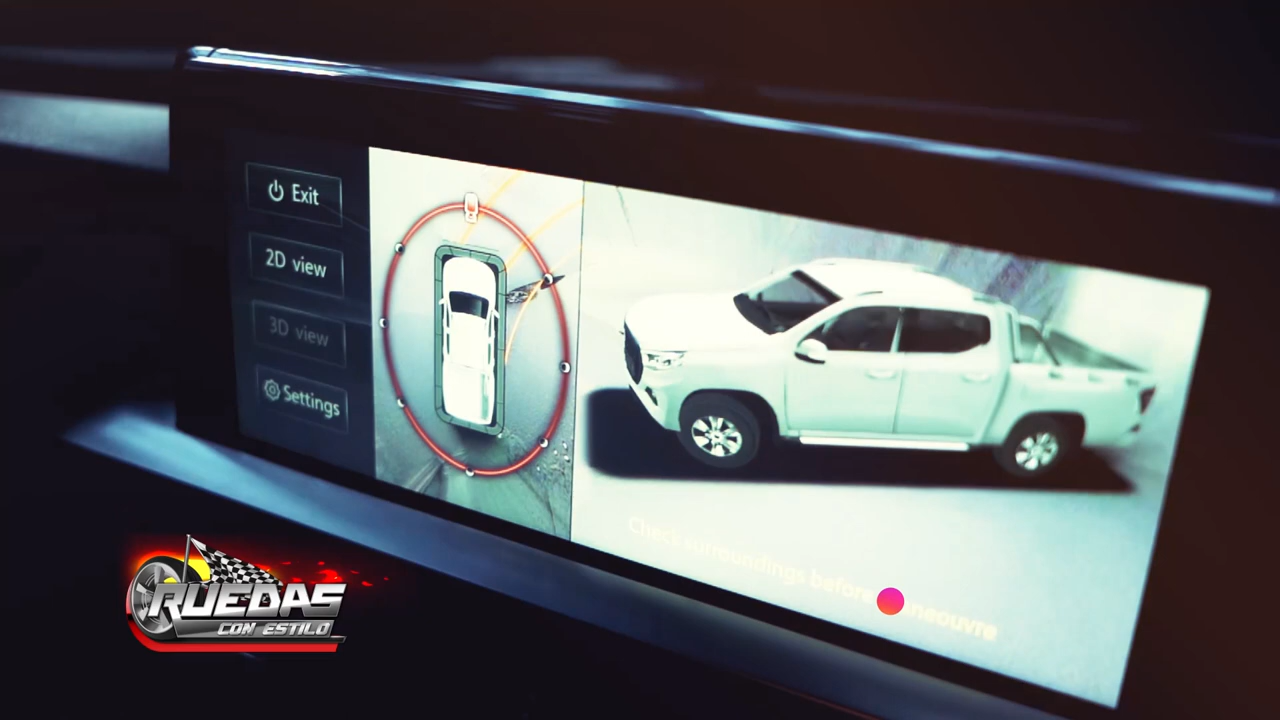 Exit
2D view
3D view
Settings
Check surroundings before
RUEDAS
CON ESTILO